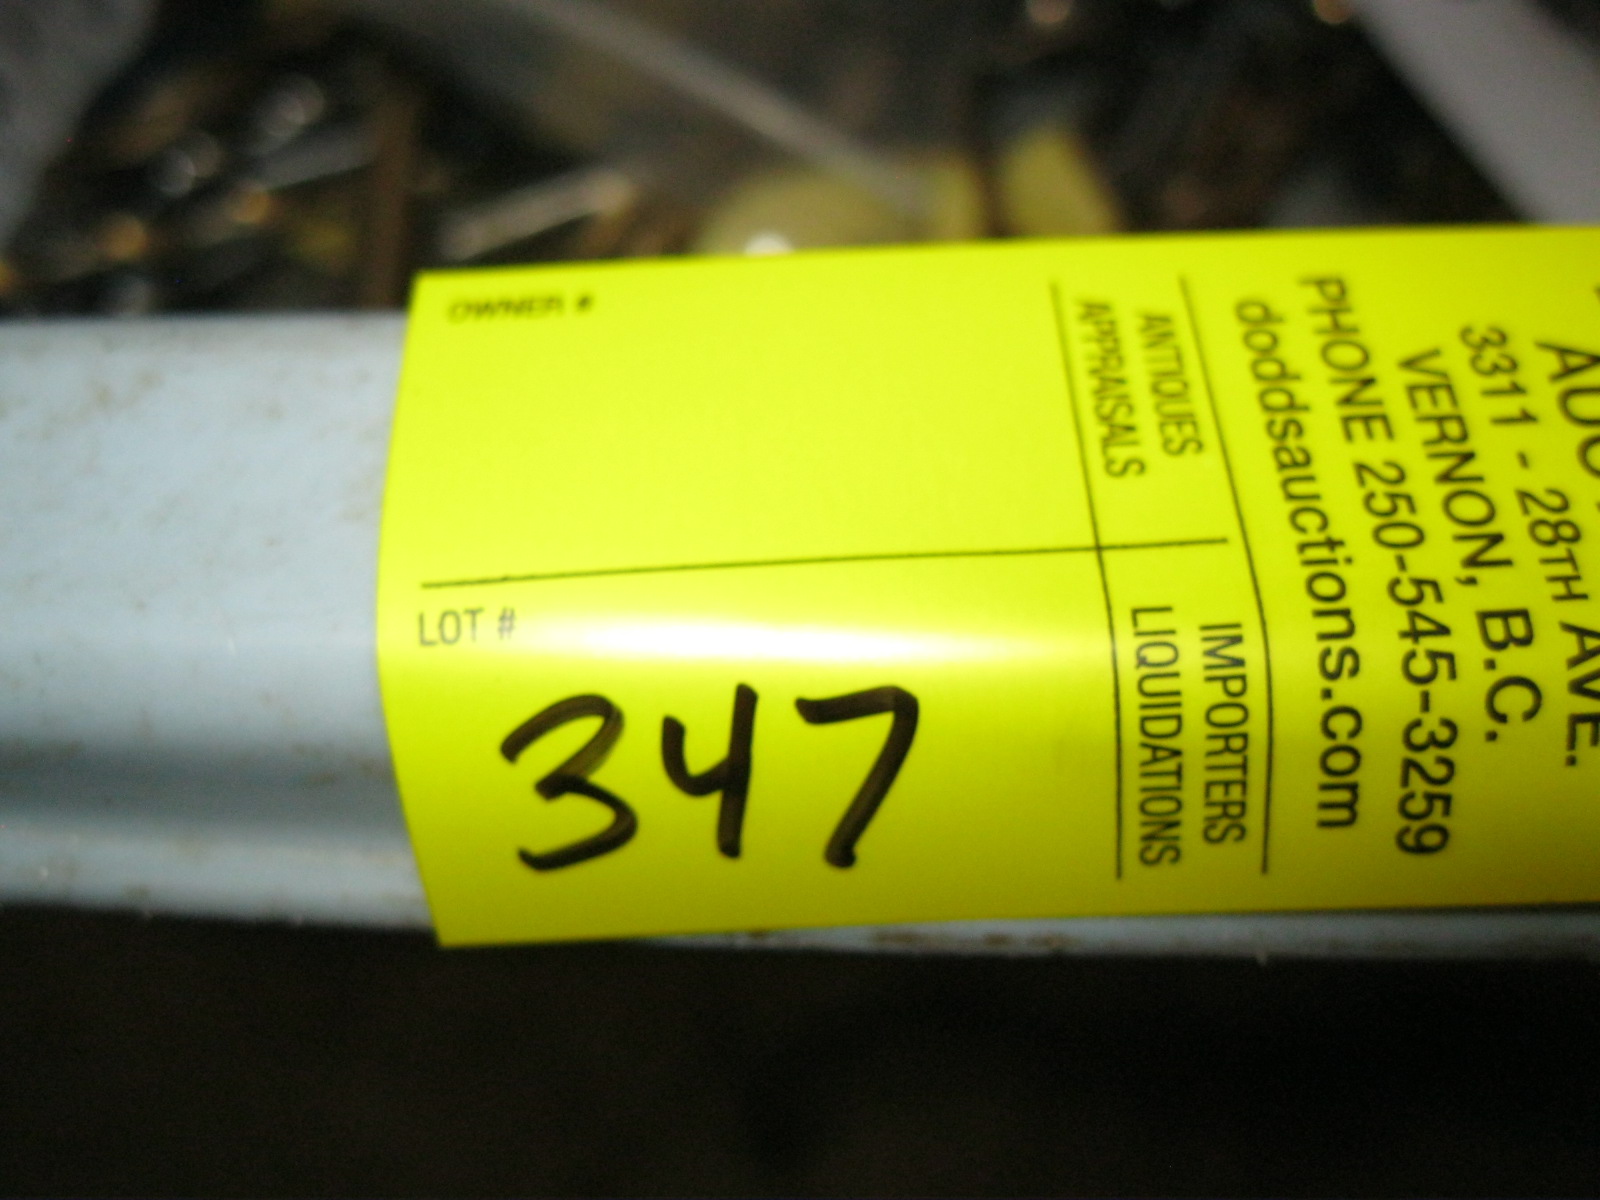 OWNER #
LOT #
347
3311 - 28TH AVE.
VERNON, B.C.
PHONE 250-545-3259
doddsauctions.com
ANTIQUES
APPRAISALS
IMPORTERS
LIQUIDATIONS